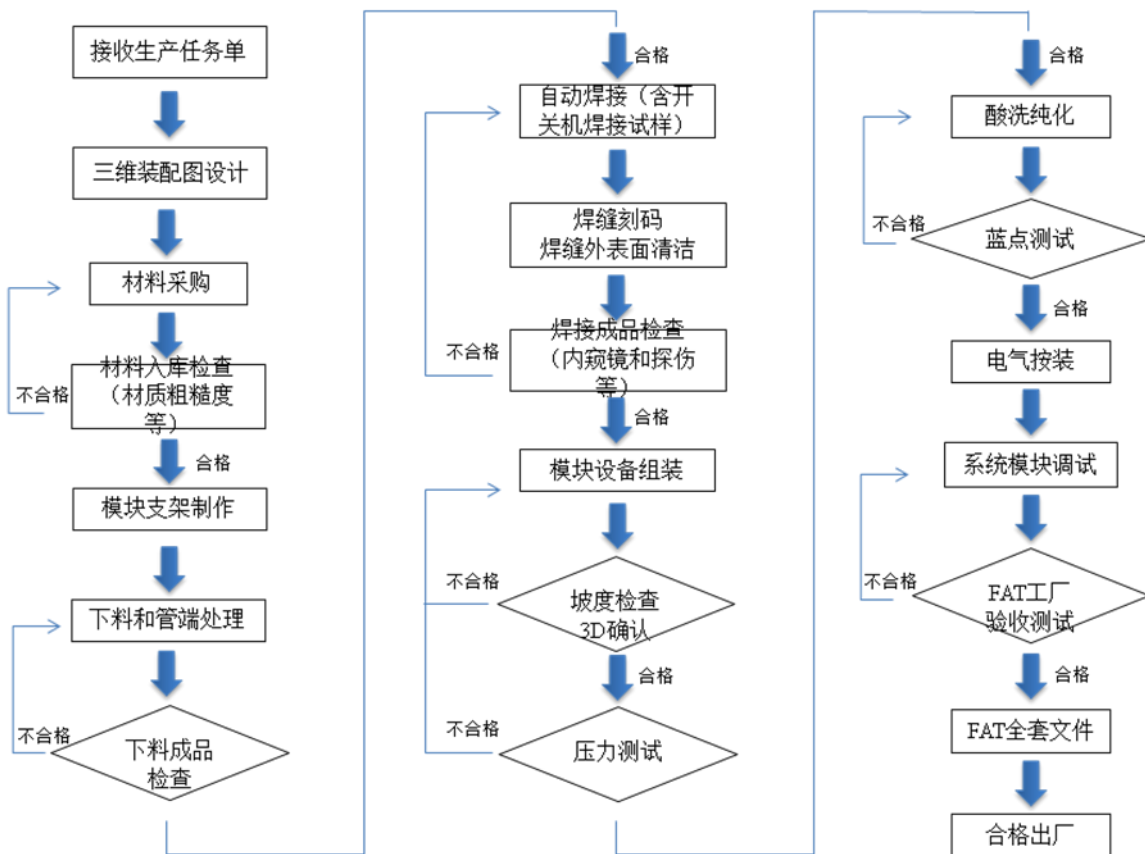 接收生产任务单
三维装配图设计
材料采购
材料入库检查
（材质粗糙度
等）
不合格
合格
模块支架制作
下料和管端处理
不合格
下料成品
检查
合格
自动焊接（含开
关机焊接试样）
焊缝刻码
焊缝外表面清洁
焊接成品检查
（内窥镜和探伤
等）
不合格
合格
模块设备组装
不合格
坡度检查
3D确认
合格
不合格
压力测试
合格
酸洗纯化
不合格
蓝点测试
合格
电气按装
系统模块调试
不合格
FAT工厂
验收测试
合格
FAT全套文件
合格出厂